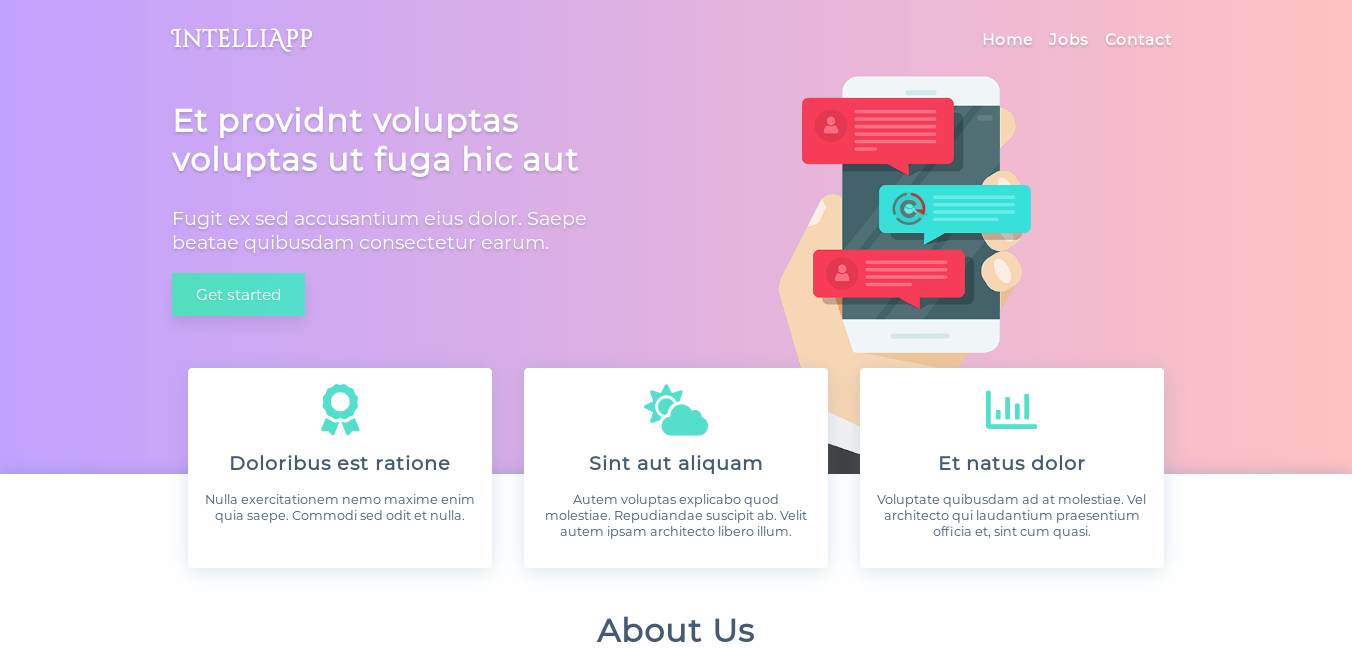 INTELLIAPP
Home Jobs Contact
Et providnt voluptas
voluptas ut fuga hic aut
Fugit ex sed accusantium eius dolor. Saepe
beatae quibusdam consectetur earum.
Get started
Doloribus est ratione
Nulla exercitationem nemo maxime enim
quia saepe. Commodi sed odit et nulla.
Sint aut aliquam
Autem voluptas explicabo quod
molestiae. Repudiandae suscipit ab. Velit
autem ipsam architecto libero illum.
Et natus dolor
Voluptate quibusdam ad at molestiae. Vel
architecto qui laudantium praesentium
officia et, sint cum quasi.
About Us